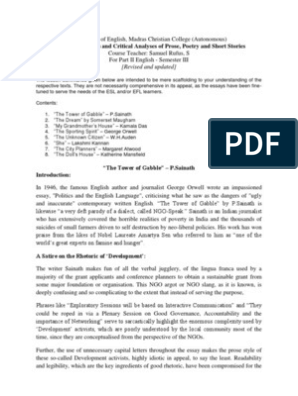 of English, Madras Christian College (Autonomous)
and Critical Analyses of Prose, Poetry and Short Stories
Course Teacher: Samuel Rufus, S
For Part II English - Semester III
[Revised and updated]
given below are intended to be mere scaffolding to your understanding of the
respective texts. They are not necessarily comprehensive in its appeal, as the essays have been fine-
tuned to serve the needs of the ESL and/or EFL learners.
Contents:
1. "The Tower of Gabble" – P.Sainath
2. "The Dream" by Somerset Maugham
3. "My Grandmother's House" – Kamala Das
4. "The Sporting Spirit" – George Orwell
5. "The Unknown Citizen" – W.H.Auden
6. "She" – Lakshmi Kannan
7. "The City Planners" – Margaret Atwood
8. "The Doll's House" – Katherine Mansfield
PDF
"The Tower of Gabble" – P.Sainath
Introduction:
In 1946, the famous English author and journalist George Orwell wrote an impassioned
essay, "Politics and the English Language", criticising what he saw as the dangers of "ugly
and inaccurate" contemporary written English. "The Tower of Gabble" by P.Sainath is
literature "a very deft parody of a dialect, called NGO-Speak." Sainath is an Indian journalist
who has extensively covered the horrible realities of poverty in India and the thousands of
suicides of small farmers driven to self destruction by neo-liberal policies. His work has won
praise from the likes of Nobel Laureate Amartya Sen who referred to him as "one of the
world's great experts on famine and hunger".
A Satire on the Rhetoric of 'Development':
The writer Sainath makes fun of all the verbal jugglery, of the lingua franca used by a
majority of the grant applicants and conference planners to obtain a sustainable grant from
some major foundation or organisation. This NGO argot or NGO slang, as it is known, is
deeply confusing and so complicating to the extent that instead of serving the purpose.
Phrases like "Exploratory Sessions will be based on Interactive Communication" and "They
could be roped in via a Plenary Session on Good Governance, Accountability and the
importance of Networking" serve to sarcastically highlight the enormous complexity used by
'Development' activists, which are poorly understood by the local community most of the
time, since they are conceptualised from the perspective of the NGOs.
Further, the use of unnecessary capital letters throughout the essays makes the prose style of
these so-called Development activists, ugly and horrible in its appeal, to say the least. Readability
and legibility, which are the key ingredients of good rhetoric, have been compromised for the